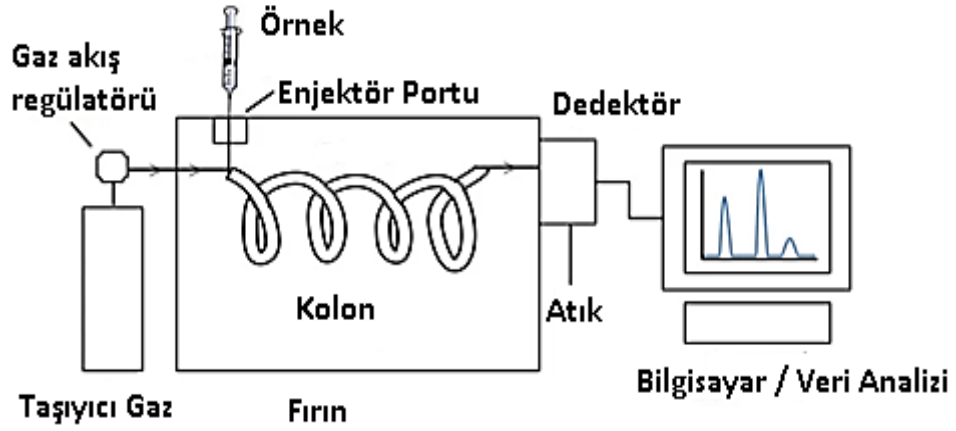 Örnek
Gaz akış
regülatörü
Enjektör Portu
Dedektör
Kolon
Atık
Taşıyıcı Gaz
Fırın
Bilgisayar / Veri Analizi